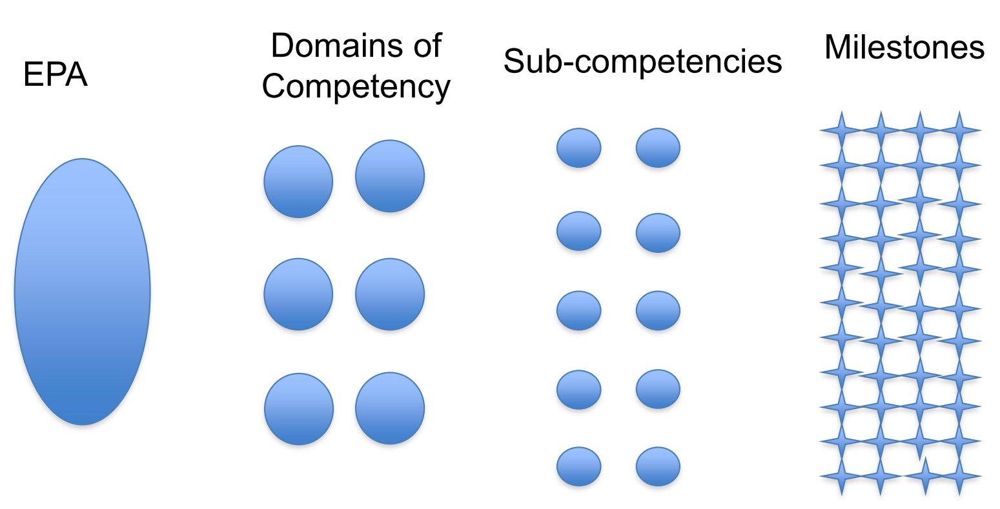 EPA
Domains of
Competency
Sub-competencies
Milestones